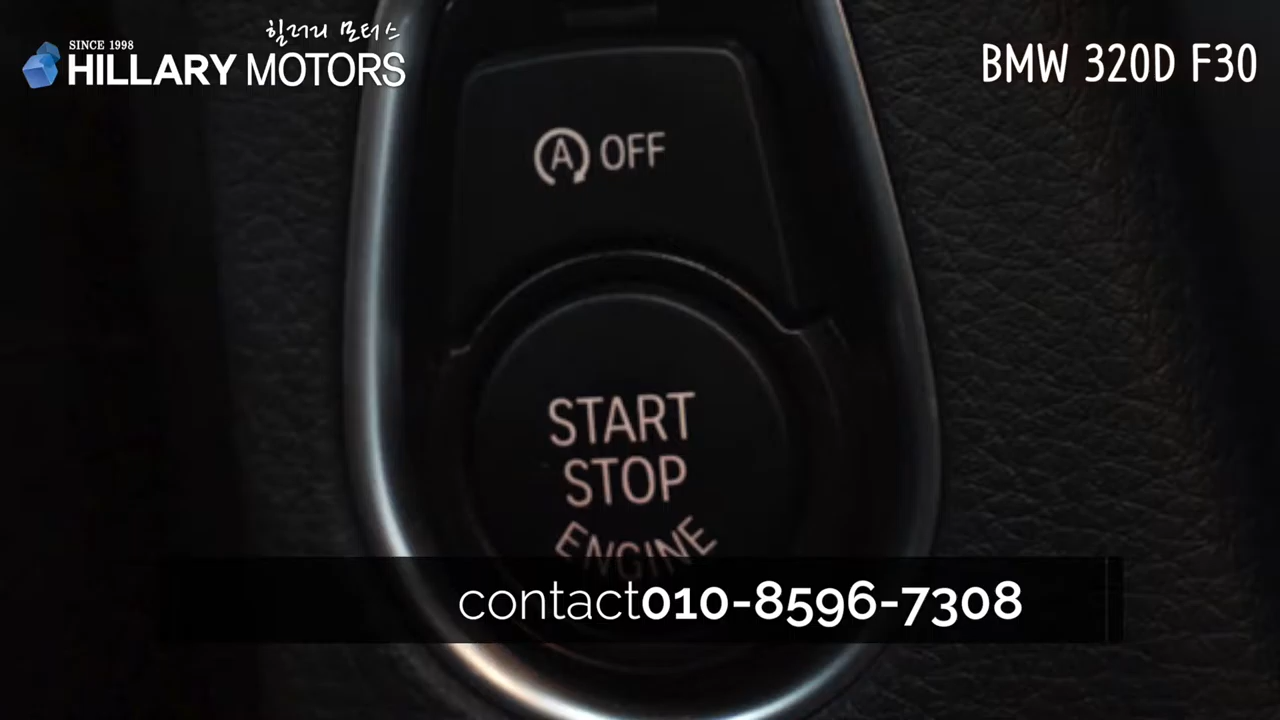 힐러리 모터스
SINCE 1998
HILLARY MOTORS
BMW 320D F30
A OFF
START
STOP
ENGINE
contact010-8596-7308